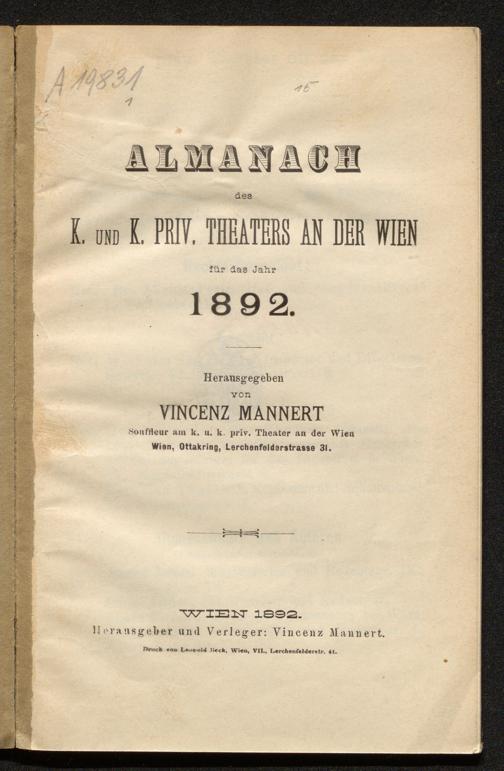 A 19831
1
15
ALMANACH
des
K. UND K. PRIV. THEATERS AN DER WIEN
für das Jahr
1892.
Herausgegeben
von
VINCENZ MANNERT
Souffleur am k. u. k. priv. Theater an der Wien
Wien, Ottakring, Lerchenfelderstrasse 31.
WIEN 1892.
Herausgeber und Verleger: Vincenz Mannert.
Druck von Leopold Beck, Wien, VII., Lerchenfelderstr. 41.